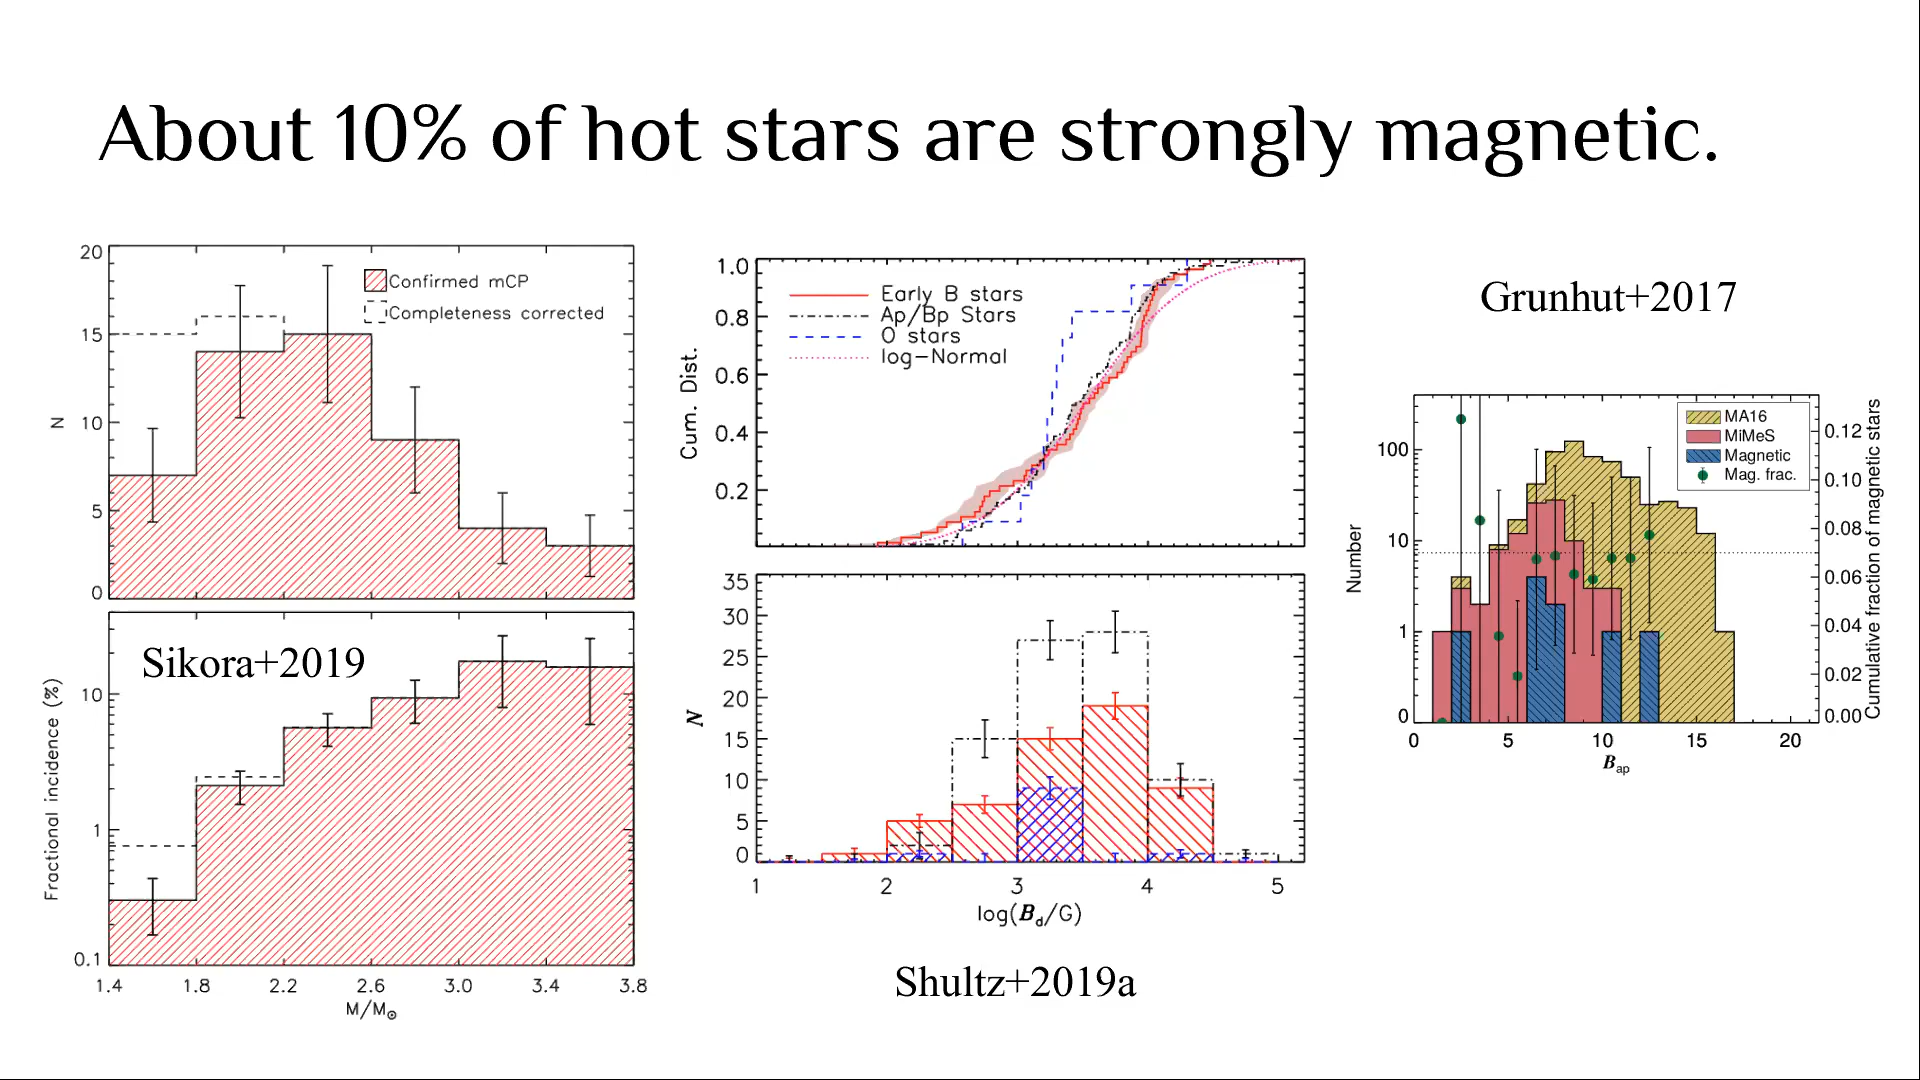 About 10% of hot stars are strongly magnetic.
20
15
10
5
0
N
Confirmed mCP
Completeness corrected
Sikora+2019
10
1
0.1
Fractional incidence (%)
1.4 1.8 2.2 2.6 3.0 3.4 3.8
M/M⊙
1.0
0.8
0.6
0.4
0.2
Cum. Dist.
Early B stars
Ap/Bp Stars
O stars
log-Normal
35
30
25
20
15
10
5
0
N
1 2 3 4 5
log(Bd/G)
Shultz+2019a
Grunhut+2017
100
10
1
0
Number
MA16
MiMeS
Magnetic
Mag. frac.
0.12
0.10
0.08
0.06
0.04
0.02
0.00
Cumulative fraction of magnetic stars
0 5 10 15 20
Bap